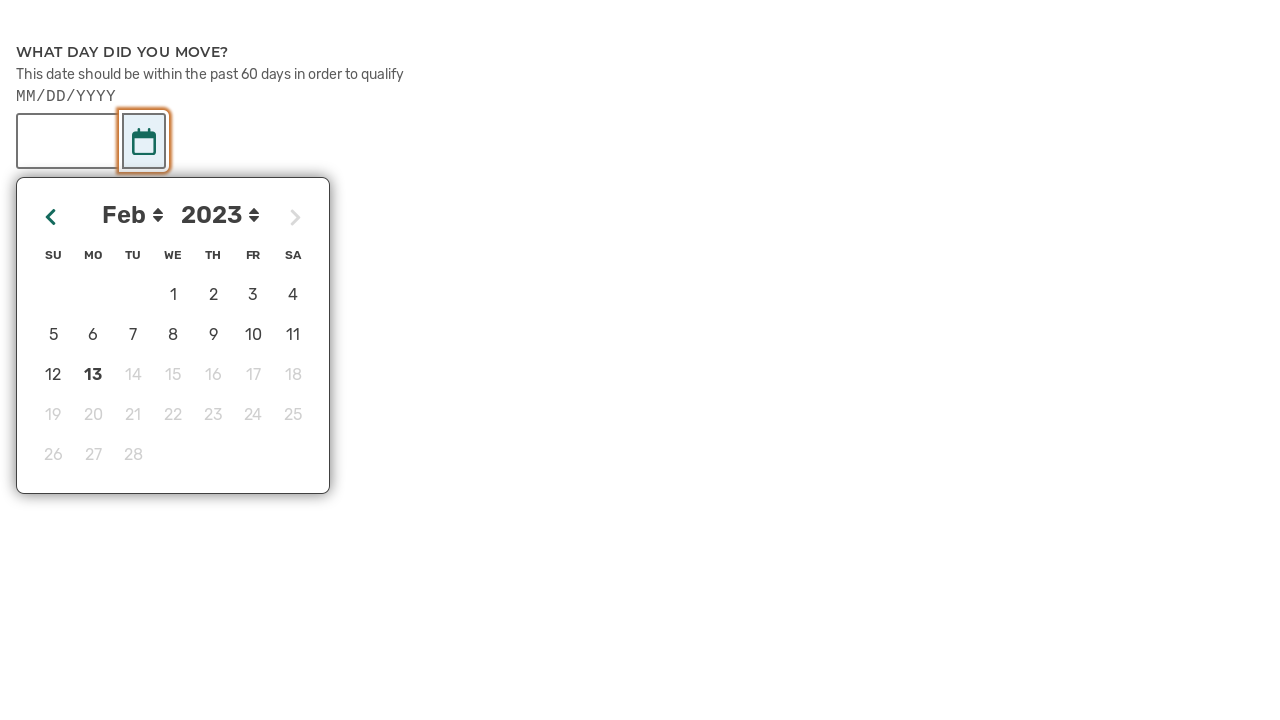 WHAT DAY DID YOU MOVE?
This date should be within the past 60 days in order to qualify
MM/DD/YYYY
Feb 2023
SU MO TU WE TH FR SA
1 2 3 4
5 6 7 8 9 10 11
12 13 14 15 16 17 18
19 20 21 22 23 24 25
26 27 28